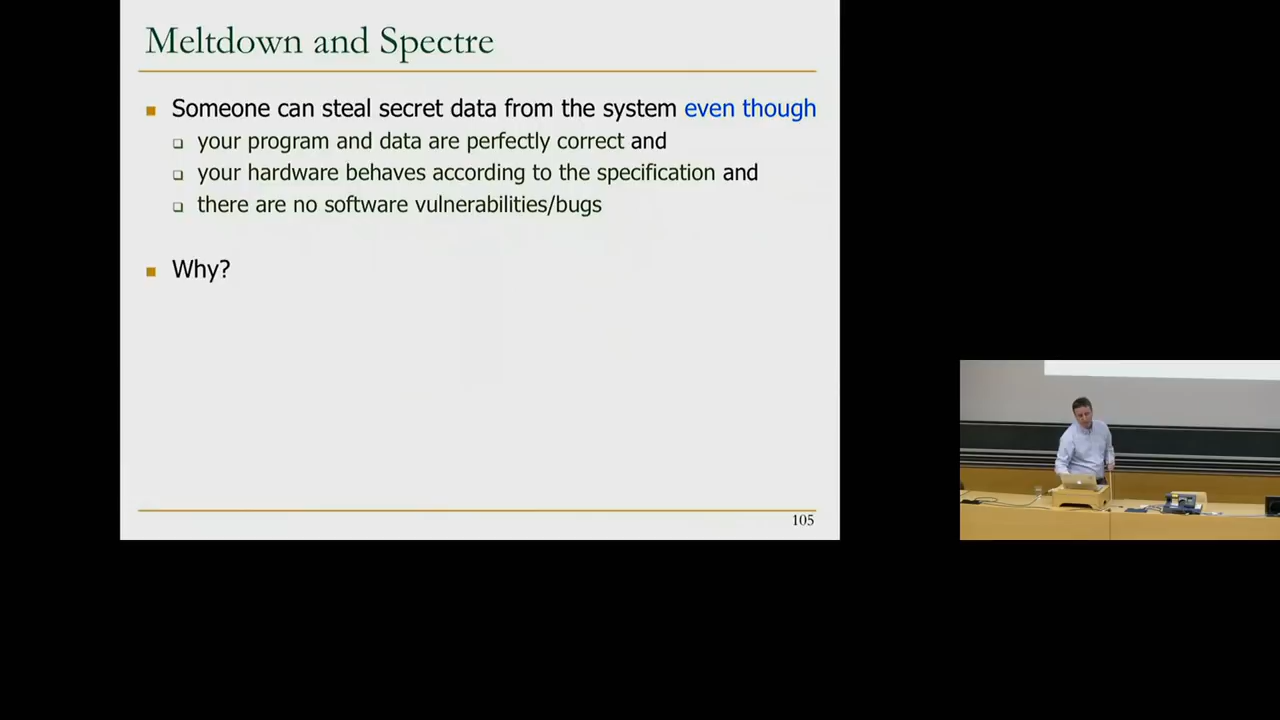 Meltdown and Spectre
Someone can steal secret data from the system even though
your program and data are perfectly correct and
your hardware behaves according to the specification and
there are no software vulnerabilities/bugs
Why?
105